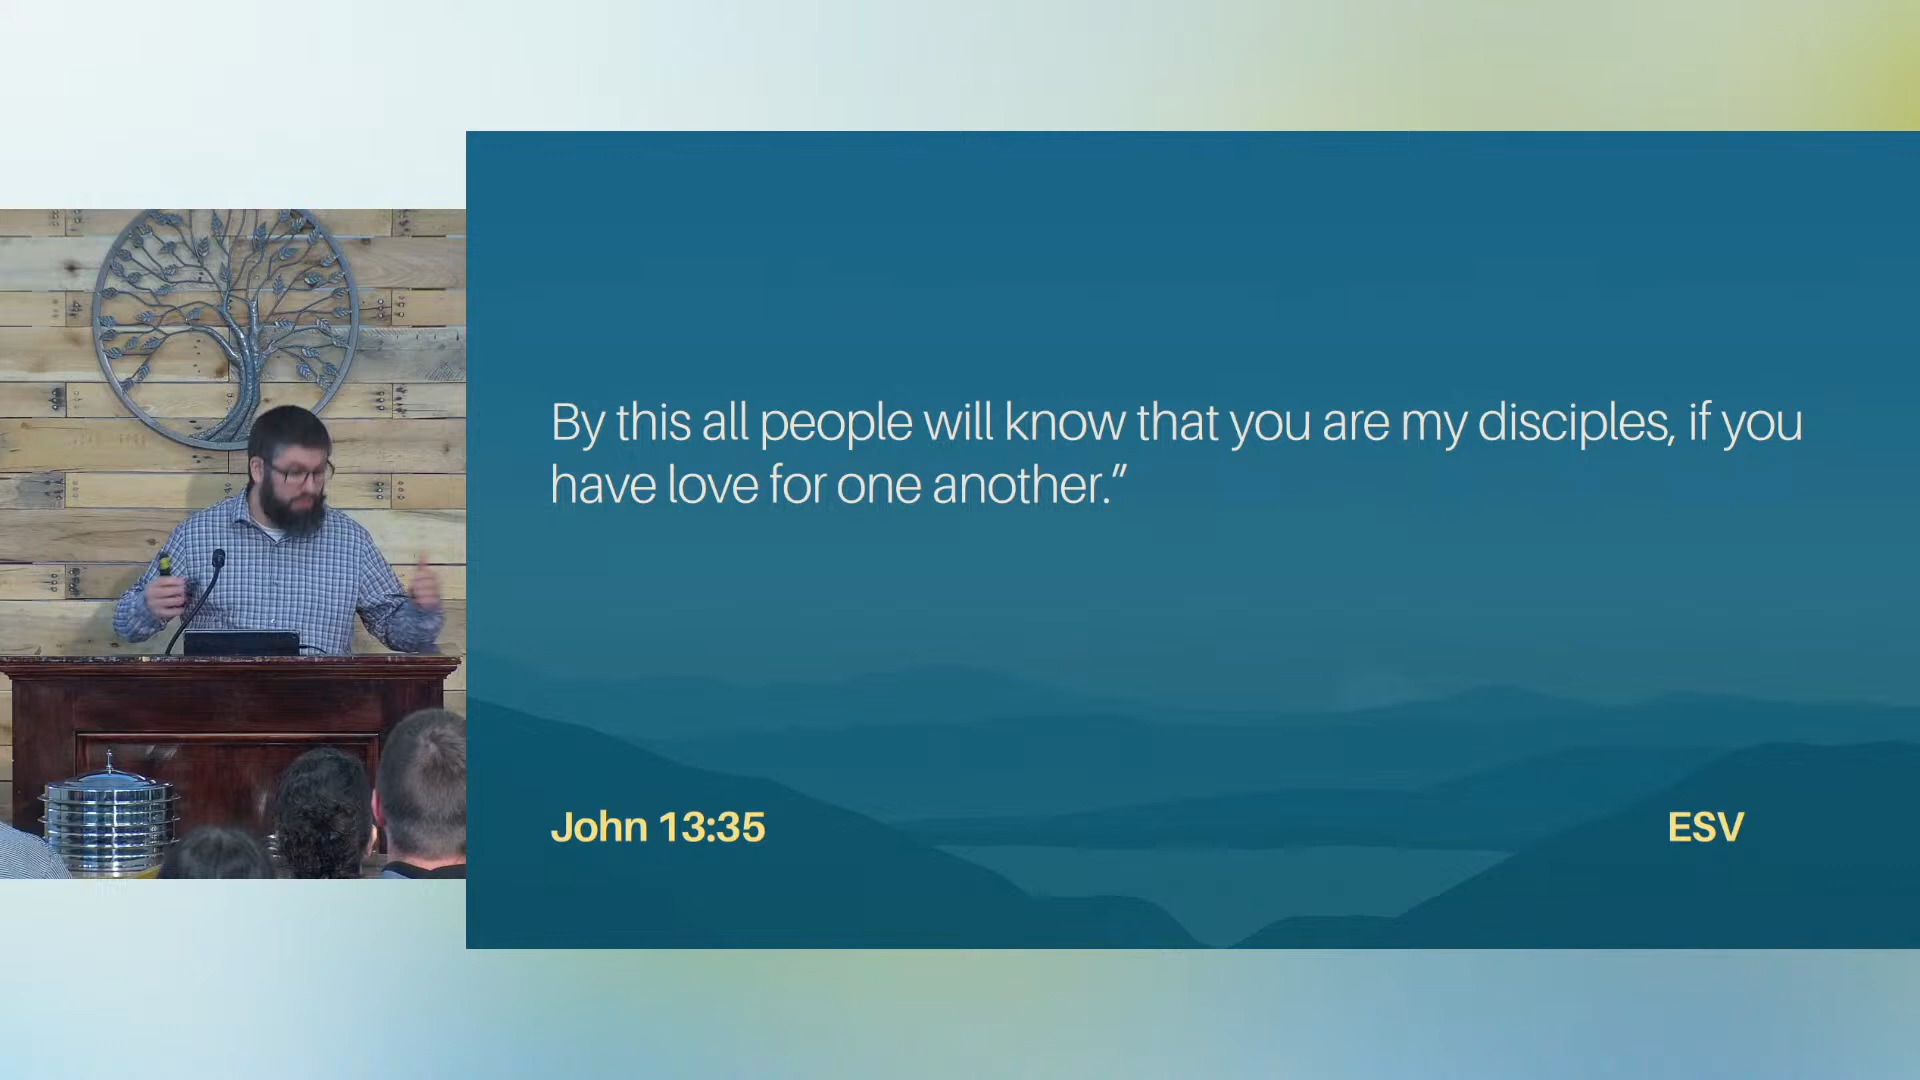 By this all people will know that you are my disciples, if you
have love for one another.”
John 13:35
ESV